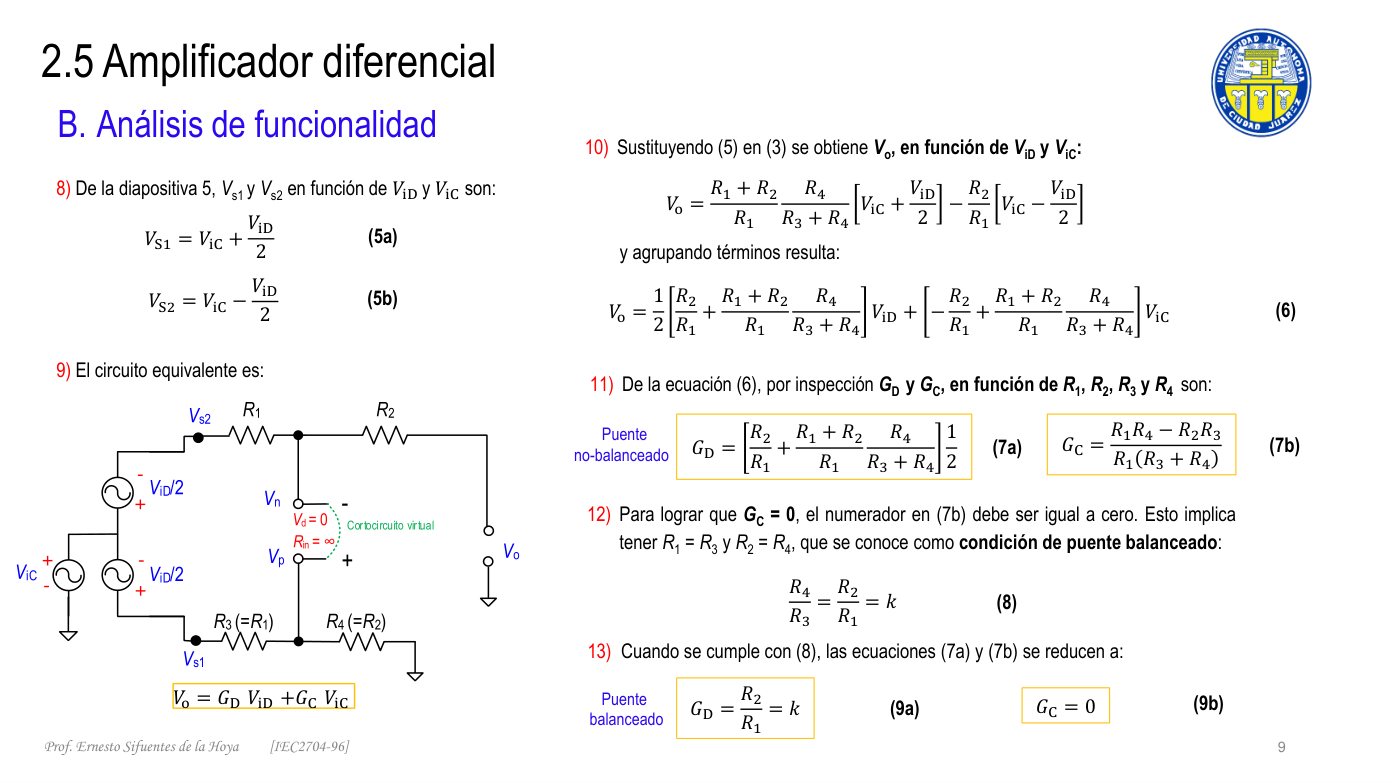 2.5 Amplificador diferencial
B. Análisis de funcionalidad
UNIVERSIDAD AUTONOMA
DE CIUDAD JUAREZ
8) De la diapositiva 5, Vs1 y Vs2 en función de ViD y ViC son:
VS1 = ViC + ViD/2 (5a)
VS2 = ViC − ViD/2 (5b)
9) El circuito equivalente es:
Vs2 R1 R2
- ViD/2 +
Vn -
Vd = 0 Cortocircuito virtual
Rin = ∞
Vp +
Vo
ViC + -
- ViD/2 +
R3 (=R1) R4 (=R2)
Vs1
Vo = GD ViD +GC ViC
10) Sustituyendo (5) en (3) se obtiene Vo, en función de ViD y ViC:
Vo = (R1 + R2)/R1 R4/(R3 + R4) [ViC + ViD/2] − R2/R1 [ViC − ViD/2]
y agrupando términos resulta:
Vo = 1/2 [R2/R1 + (R1 + R2)/R1 R4/(R3 + R4)] ViD + [−R2/R1 + (R1 + R2)/R1 R4/(R3 + R4)] ViC (6)
11) De la ecuación (6), por inspección GD y GC, en función de R1, R2, R3 y R4 son:
Puente
no-balanceado
GD = [R2/R1 + (R1 + R2)/R1 R4/(R3 + R4)] 1/2 (7a)
GC = (R1R4 − R2R3)/(R1(R3 + R4)) (7b)
12) Para lograr que GC = 0, el numerador en (7b) debe ser igual a cero. Esto implica
tener R1 = R3 y R2 = R4, que se conoce como condición de puente balanceado:
R4/R3 = R2/R1 = k (8)
13) Cuando se cumple con (8), las ecuaciones (7a) y (7b) se reducen a:
Puente
balanceado
GD = R2/R1 = k (9a)
GC = 0 (9b)
Prof. Ernesto Sifuentes de la Hoya [IEC2704-96]
9